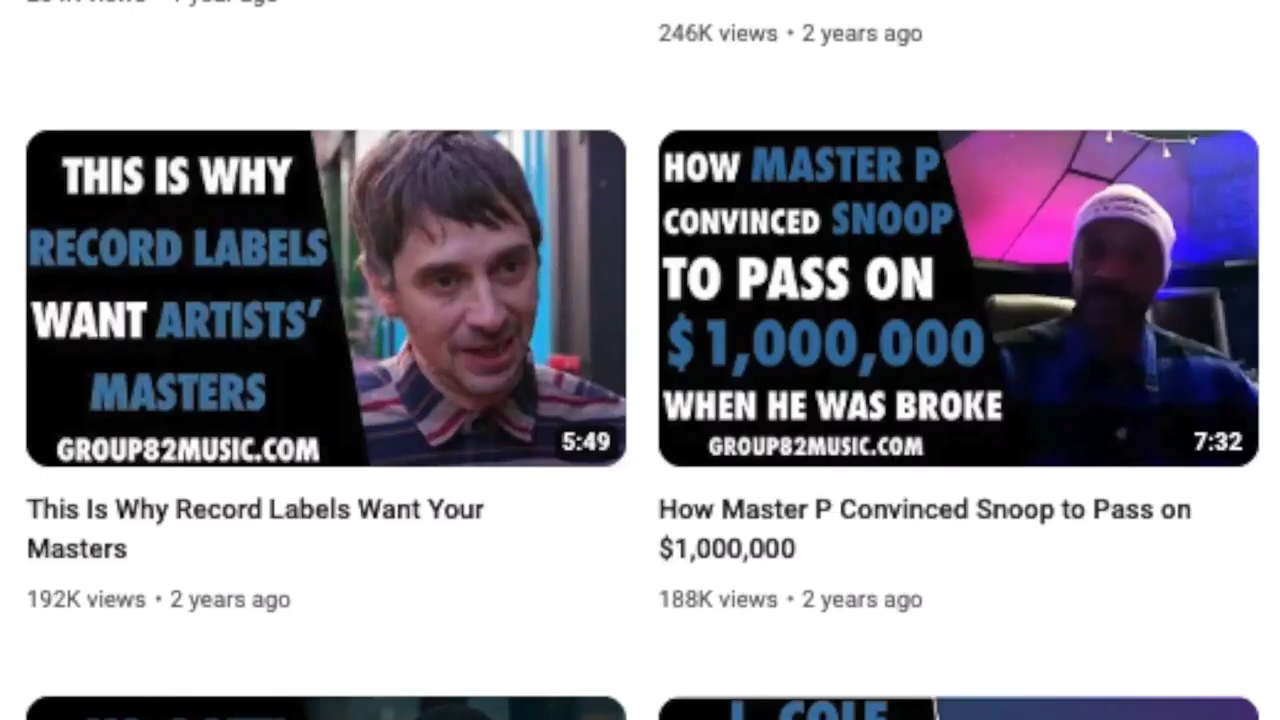 246K views • 2 years ago
THIS IS WHY
RECORD LABELS
WANT ARTISTS'
MASTERS
GROUP82MUSIC.COM
5:49
This Is Why Record Labels Want Your
Masters
192K views • 2 years ago
HOW MASTER P
CONVINCED SNOOP
TO PASS ON
$1,000,000
WHEN HE WAS BROKE
GROUP82MUSIC.COM
7:32
How Master P Convinced Snoop to Pass on
$1,000,000
188K views • 2 years ago
J. COLE